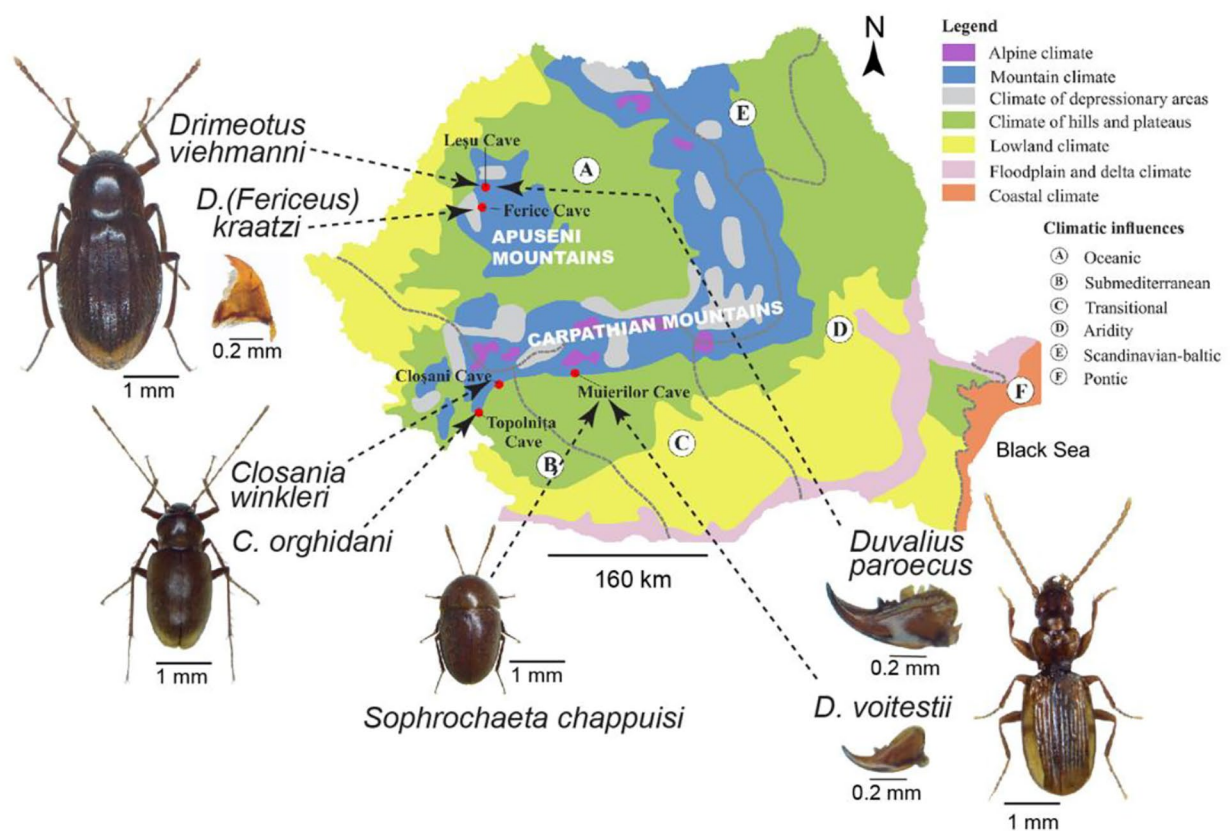 Drimeotus
viehmanni
D.(Fericeus)
kraatzi
0.2 mm
1 mm
Leşu Cave
Ferice Cave
APUSENI
MOUNTAINS
CARPATHIAN MOUNTAINS
Cloşani Cave
Topolniţa
Cave
Muierilor Cave
A
B
C
D
E
F
N
Black Sea
160 km
Legend
Alpine climate
Mountain climate
Climate of depressionary areas
Climate of hills and plateaus
Lowland climate
Floodplain and delta climate
Coastal climate
Climatic influences
A Oceanic
B Submediterranean
C Transitional
D Aridity
E Scandinavian-baltic
F Pontic
Closania
winkleri
C. orghidani
1 mm
1 mm
Sophrochaeta chappuisi
Duvalius
paroecus
0.2 mm
D. voitestii
0.2 mm
1 mm